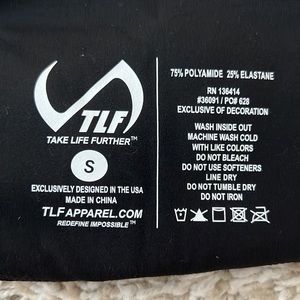 TLF
TAKE LIFE FURTHER™
S
EXCLUSIVELY DESIGNED IN THE USA
MADE IN CHINA
TLFAPPAREL.COM
REDEFINE IMPOSSIBLE™
75% POLYAMIDE 25% ELASTANE
RN 136414
#36091 / PO# 628
EXCLUSIVE OF DECORATION
WASH INSIDE OUT
MACHINE WASH COLD
WITH LIKE COLORS
DO NOT BLEACH
DO NOT USE SOFTENERS
LINE DRY
DO NOT TUMBLE DRY
DO NOT IRON